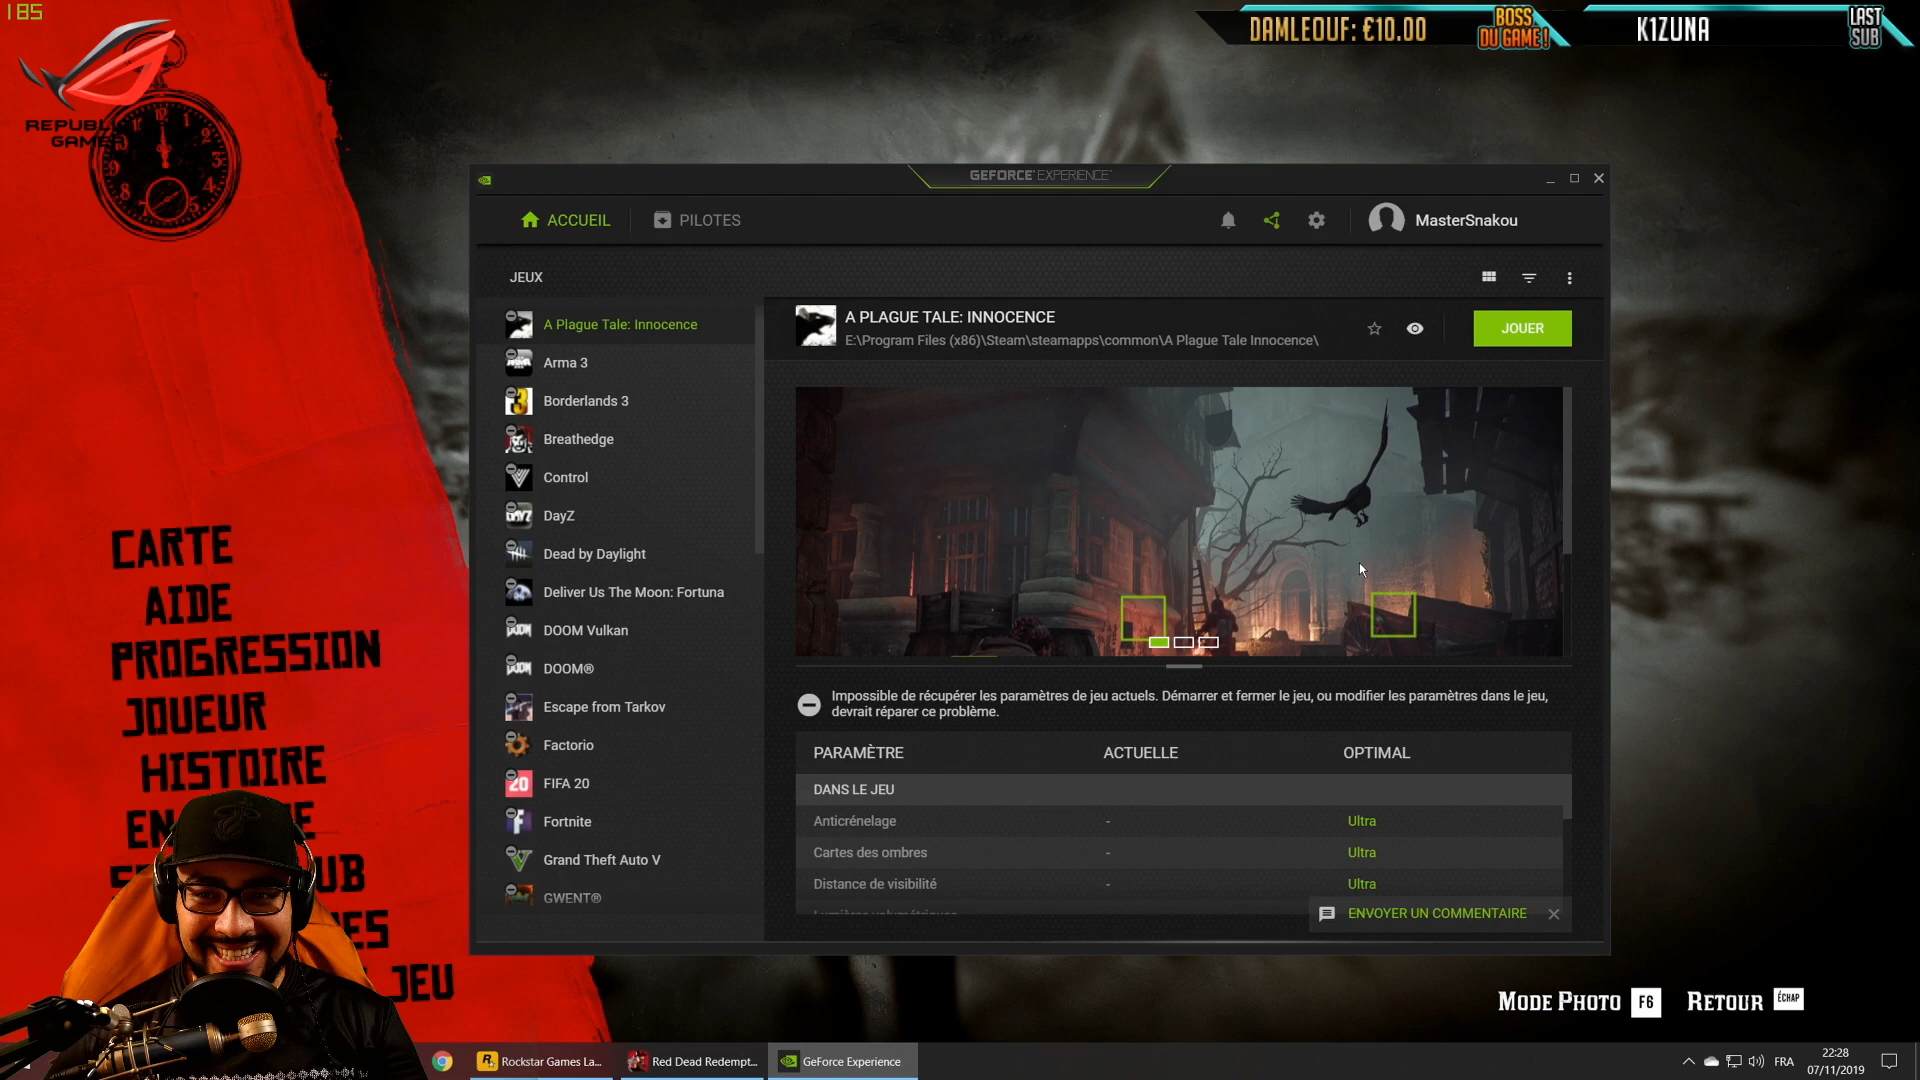 185
DAMLEOUF: €10.00
BOSS
DU GAME!
K1ZUNA
LAST
SUB
GEFORCE EXPERIENCE
ACCUEIL
PILOTES
MasterSnakou
JEUX
A Plague Tale: Innocence
Arma 3
Borderlands 3
Breathedge
Control
DayZ
Dead by Daylight
Deliver Us The Moon: Fortuna
DOOM Vulkan
DOOM®
Escape from Tarkov
Factorio
FIFA 20
Fortnite
Grand Theft Auto V
GWENT®
A PLAGUE TALE: INNOCENCE
E:\Program Files (x86)\Steam\steamapps\common\A Plague Tale Innocence\
JOUER
Impossible de récupérer les paramètres de jeu actuels. Démarrer et fermer le jeu, ou modifier les paramètres dans le jeu,
devrait réparer ce problème.
PARAMÈTRE ACTUELLE OPTIMAL
DANS LE JEU
Anticrénelage - Ultra
Cartes des ombres - Ultra
Distance de visibilité - Ultra
ENVOYER UN COMMENTAIRE
CARTE
AIDE
PROGRESSION
JOUEUR
HISTOIRE
JEU
MODE PHOTO F6
RETOUR ÉCHAP
Rockstar Games La...
Red Dead Redempt...
GeForce Experience
FRA
22:28
07/11/2019